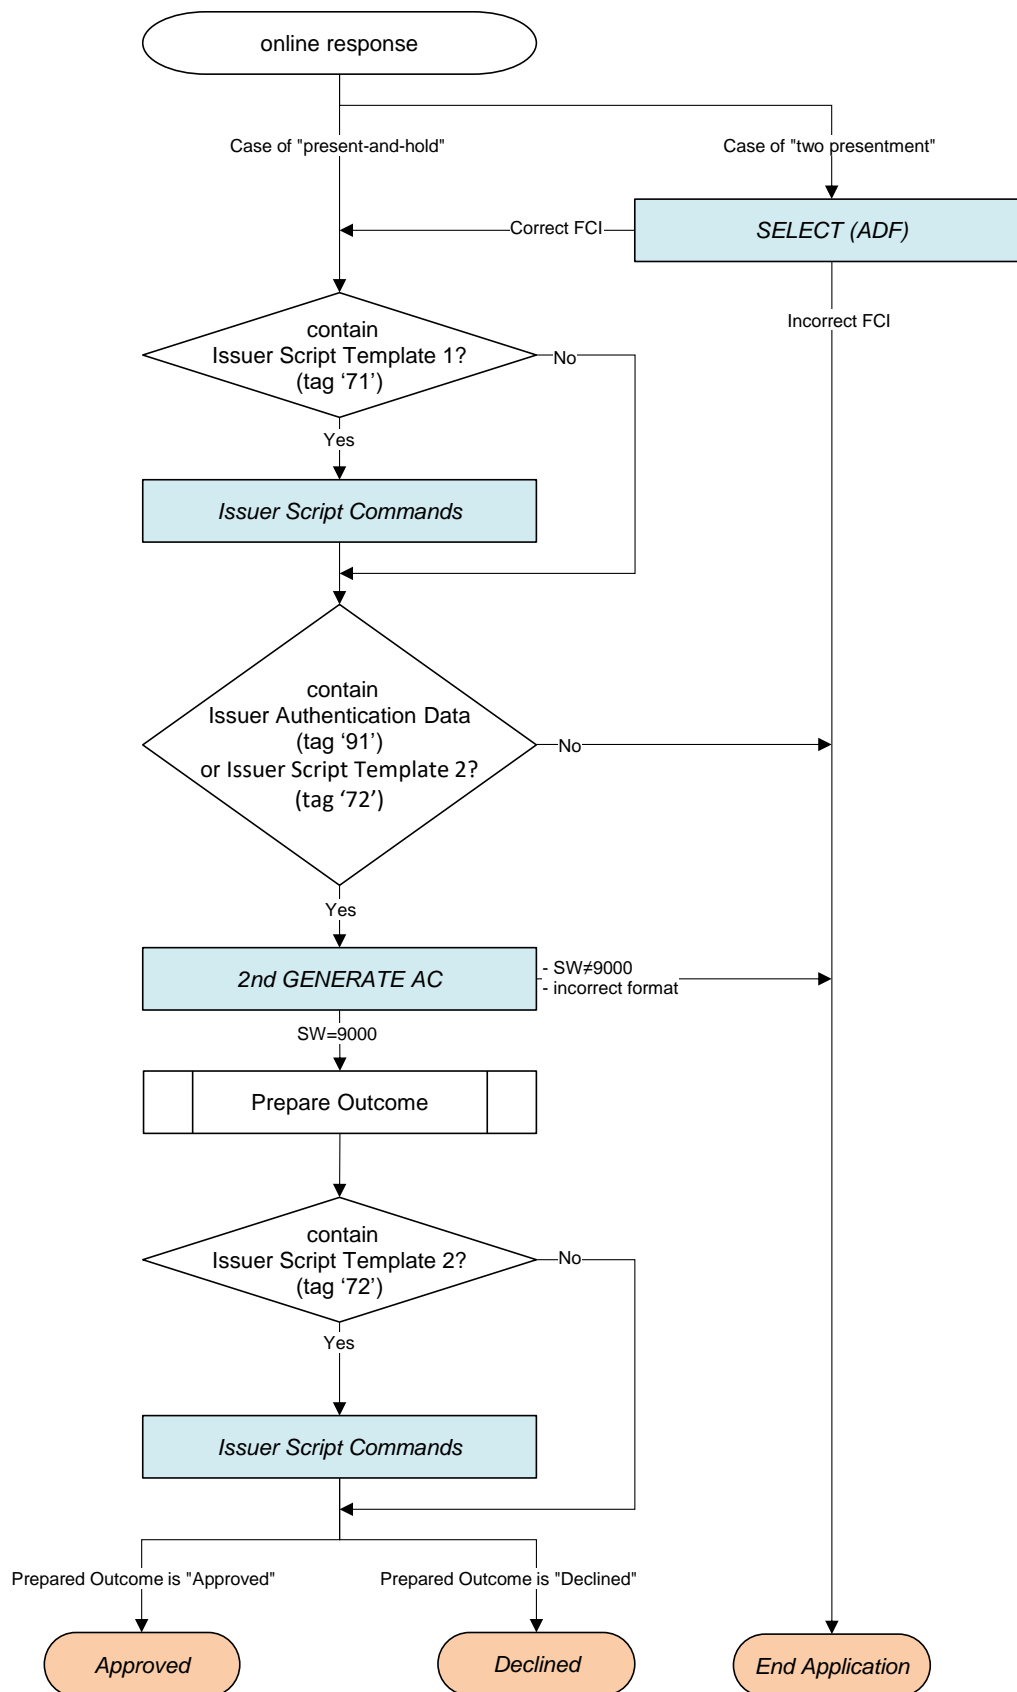 online response
Case of "present-and-hold"
Case of "two presentment"
Correct FCI
SELECT (ADF)
Incorrect FCI
contain
Issuer Script Template 1?
(tag ‘71’)
No
Yes
Issuer Script Commands
contain
Issuer Authentication Data
(tag ‘91’)
or Issuer Script Template 2?
(tag ‘72’)
No
Yes
2nd GENERATE AC
- SW≠9000
- incorrect format
SW=9000
Prepare Outcome
contain
Issuer Script Template 2?
(tag ‘72’)
No
Yes
Issuer Script Commands
Prepared Outcome is "Approved"
Prepared Outcome is "Declined"
Approved
Declined
End Application